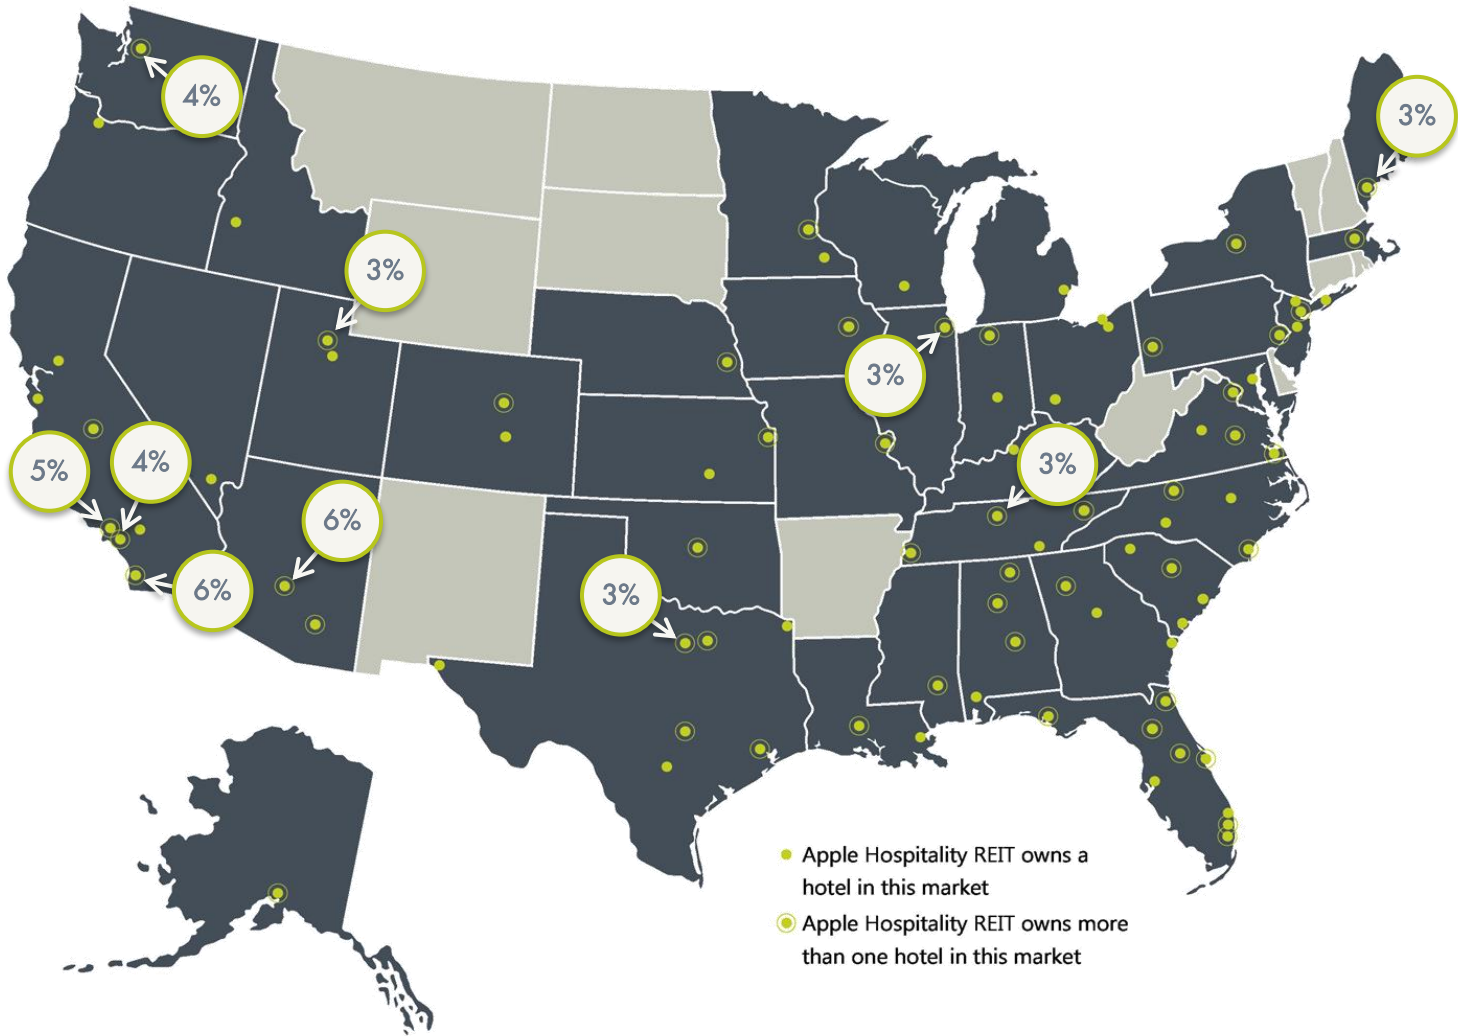 4%
3%
3%
3%
5%
4%
3%
6%
6%
3%
Apple Hospitality REIT owns a
hotel in this market
Apple Hospitality REIT owns more
than one hotel in this market